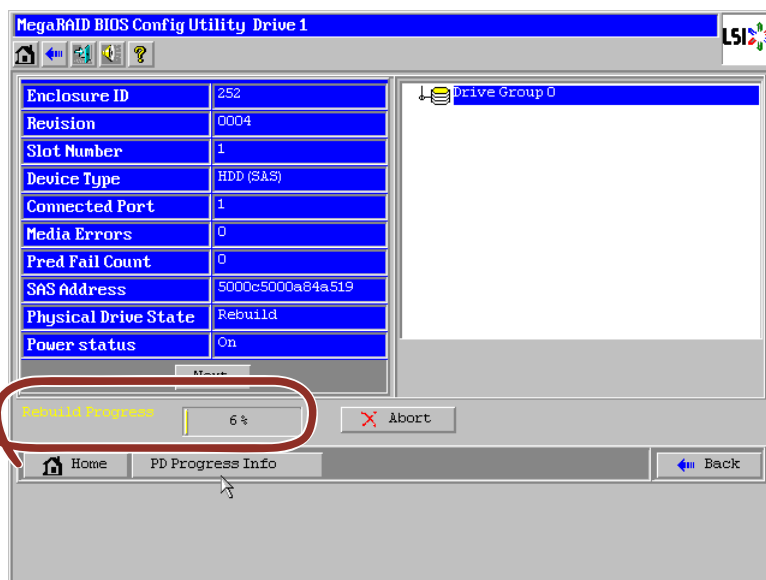 MegaRAID BIOS Config Utility Drive 1
LSI
Enclosure ID 252
Revision 0004
Slot Number 1
Device Type HDD (SAS)
Connected Port 1
Media Errors 0
Pred Fail Count 0
SAS Address 5000c5000a84a519
Physical Drive State Rebuild
Power status On
Next
Drive Group 0
Rebuild Progress 6% Abort
Home PD Progress Info Back